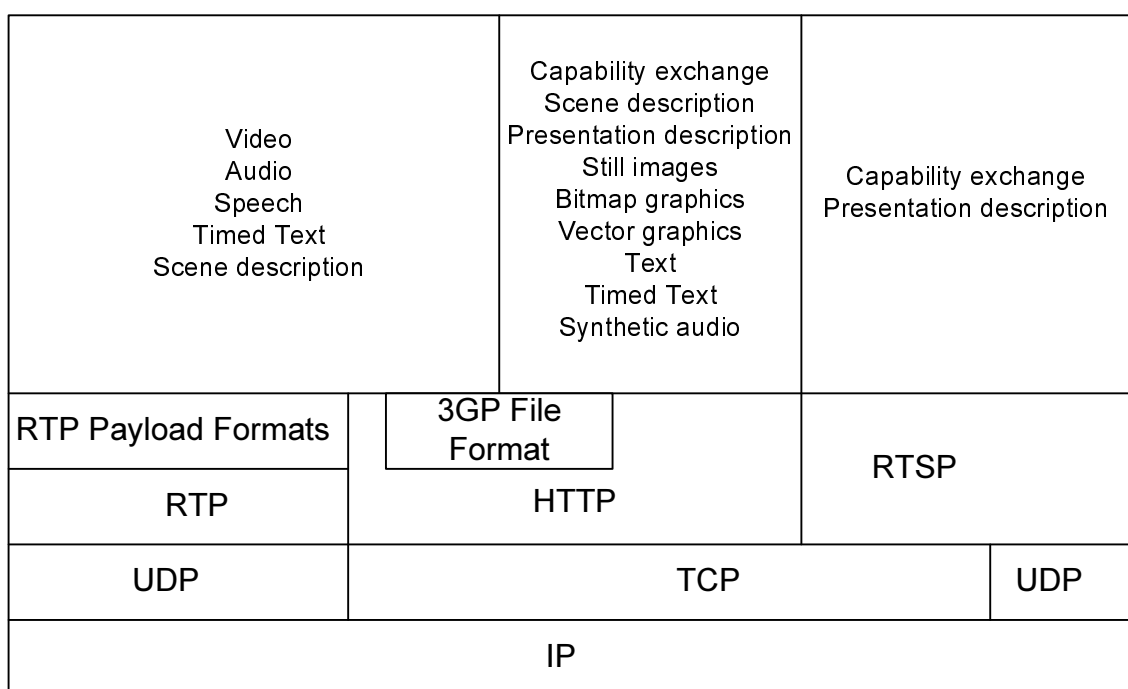 Video
Audio
Speech
Timed Text
Scene description
Capability exchange
Scene description
Presentation description
Still images
Bitmap graphics
Vector graphics
Text
Timed Text
Synthetic audio
Capability exchange
Presentation description
RTP Payload Formats
3GP File
Format
RTP
HTTP
RTSP
UDP
TCP
UDP
IP